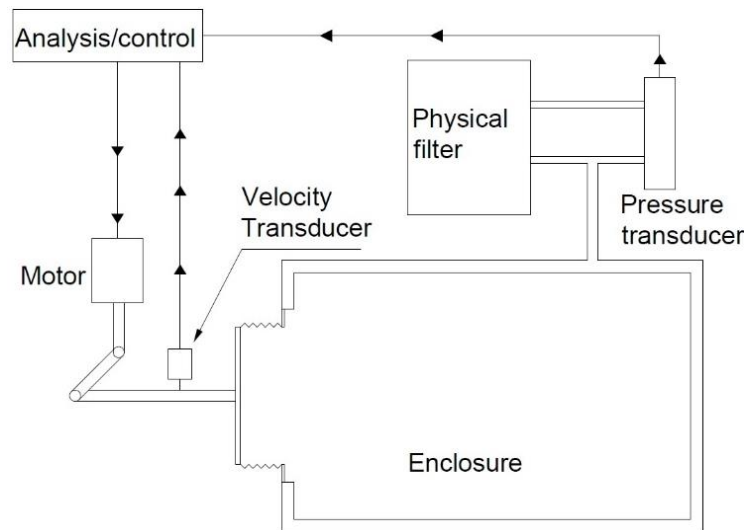 Analysis/control
Physical
filter
Velocity
Transducer
Pressure
transducer
Motor
Enclosure